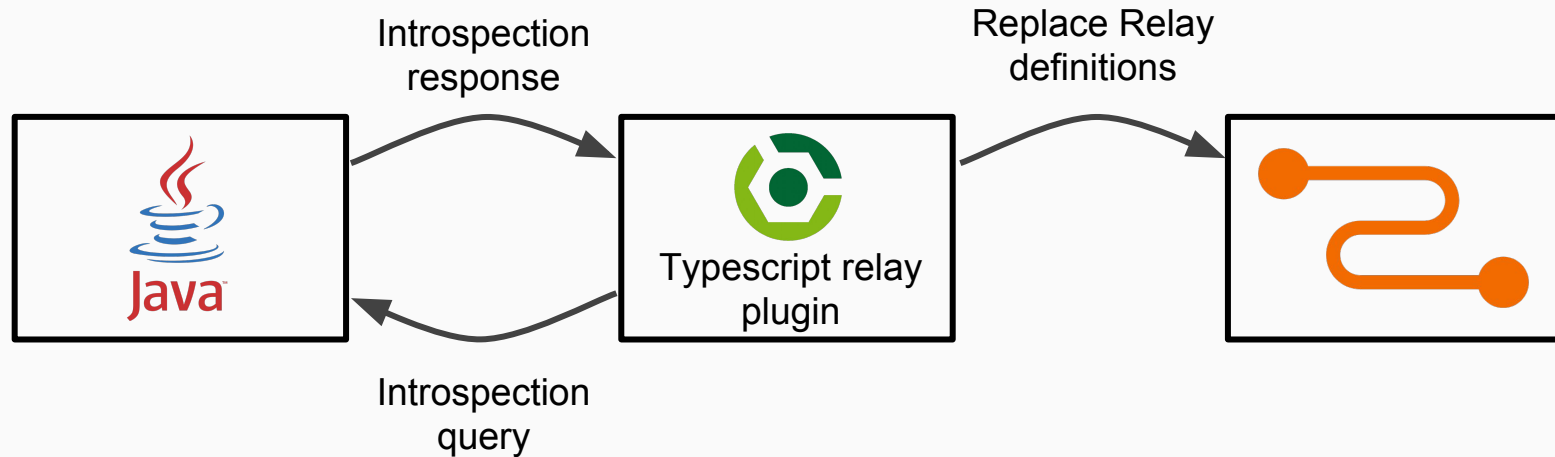 Introspection
response
Replace Relay
definitions
Java
Typescript relay
plugin
Introspection
query